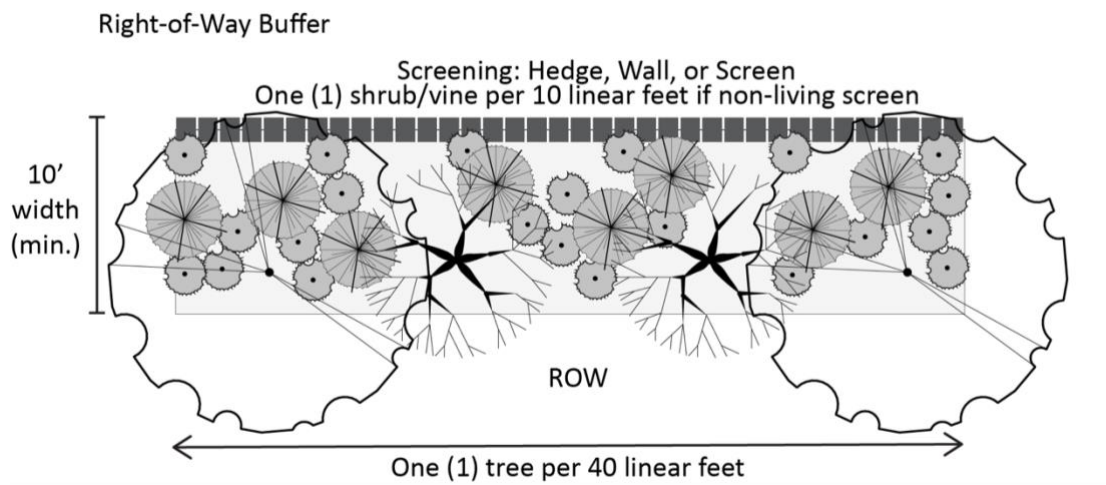 Right-of-Way Buffer
Screening: Hedge, Wall, or Screen
One (1) shrub/vine per 10 linear feet if non-living screen
10’
width
(min.)
ROW
One (1) tree per 40 linear feet